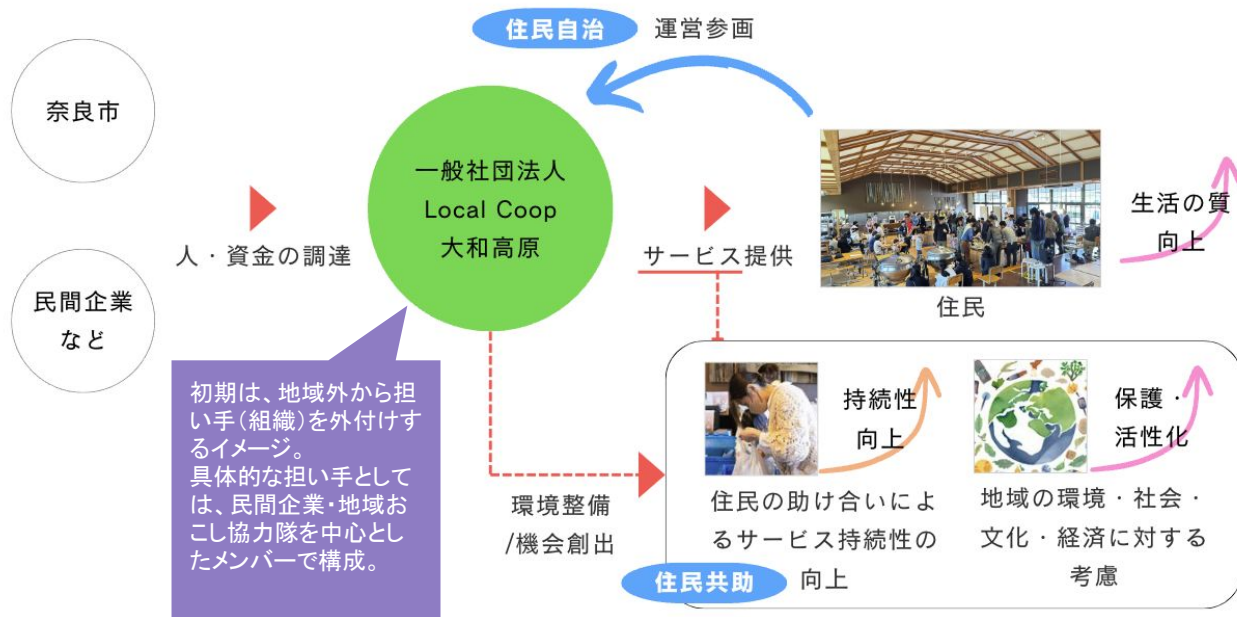 住民自治
運営参画
奈良市
民間企業
など
人・資金の調達
一般社団法人
Local Coop
大和高原
サービス提供
住民
生活の質
向上
初期は、地域外から担
い手(組織)を外付けす
るイメージ。
具体的な担い手として
は、民間企業・地域お
こし協力隊を中心とし
たメンバーで構成。
環境整備
/機会創出
持続性
向上
住民の助け合いによ
るサービス持続性の
向上
住民共助
保護・
活性化
地域の環境・社会・
文化・経済に対する
考慮